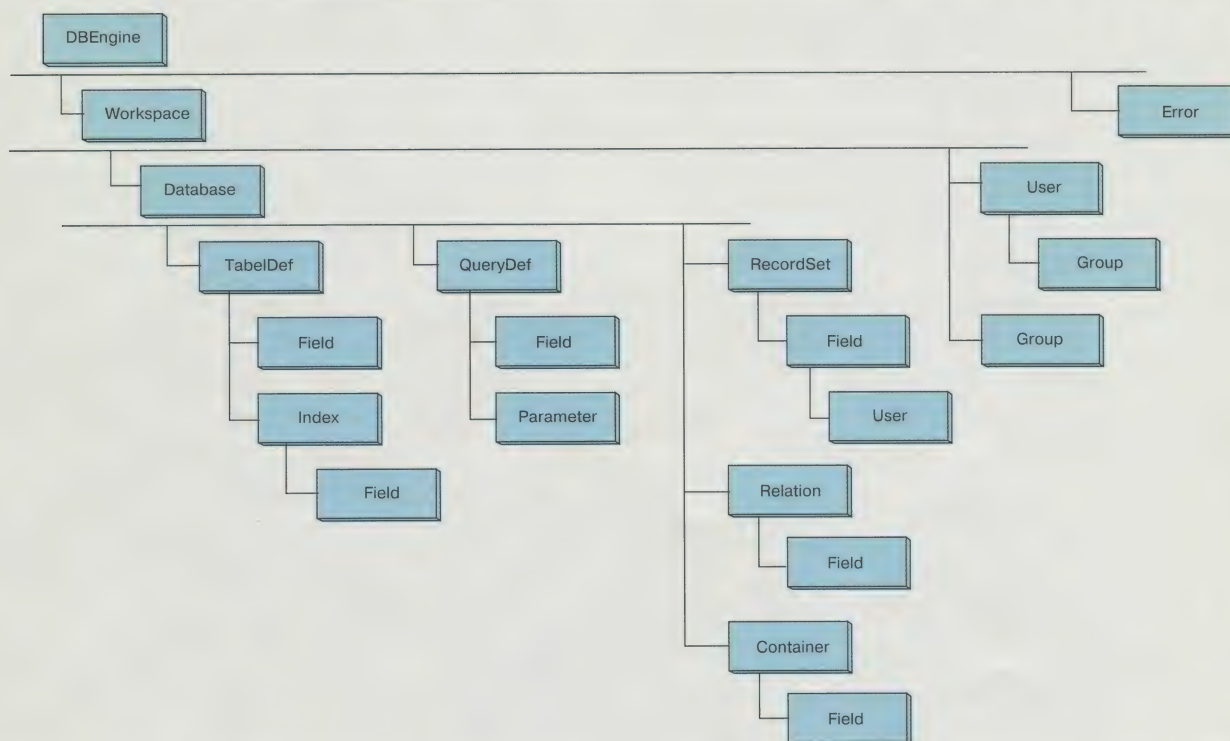 DBEngine
Workspace
Error
Database
User
TabelDef
QueryDef
RecordSet
Group
Field
Field
Field
Group
Index
Parameter
User
Field
Relation
Field
Container
Field